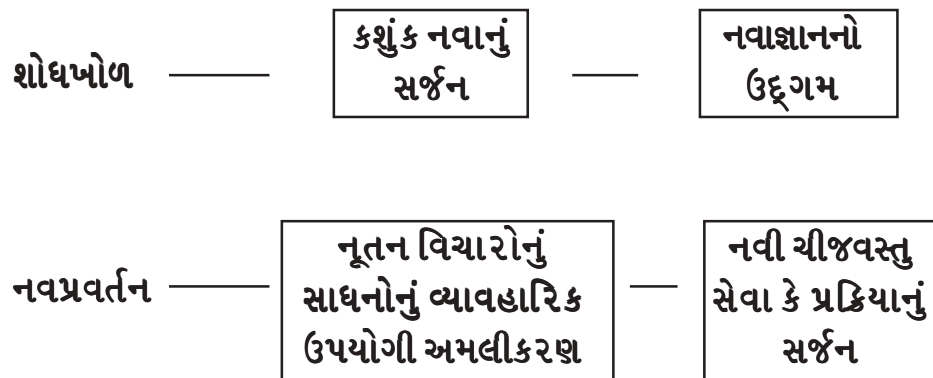 શોધખોળ
કશુંક નવાનું
સર્જન
નવાજ્ઞાનનો
ઉદ્‌ગમ
નવપ્રવર્તન
નૂતન વિચારોનું
સાધનોનું વ્યાવહારિક
ઉપયોગી અમલીકરણ
નવી ચીજવસ્તુ
સેવા કે પ્રક્રિયાનું
સર્જન